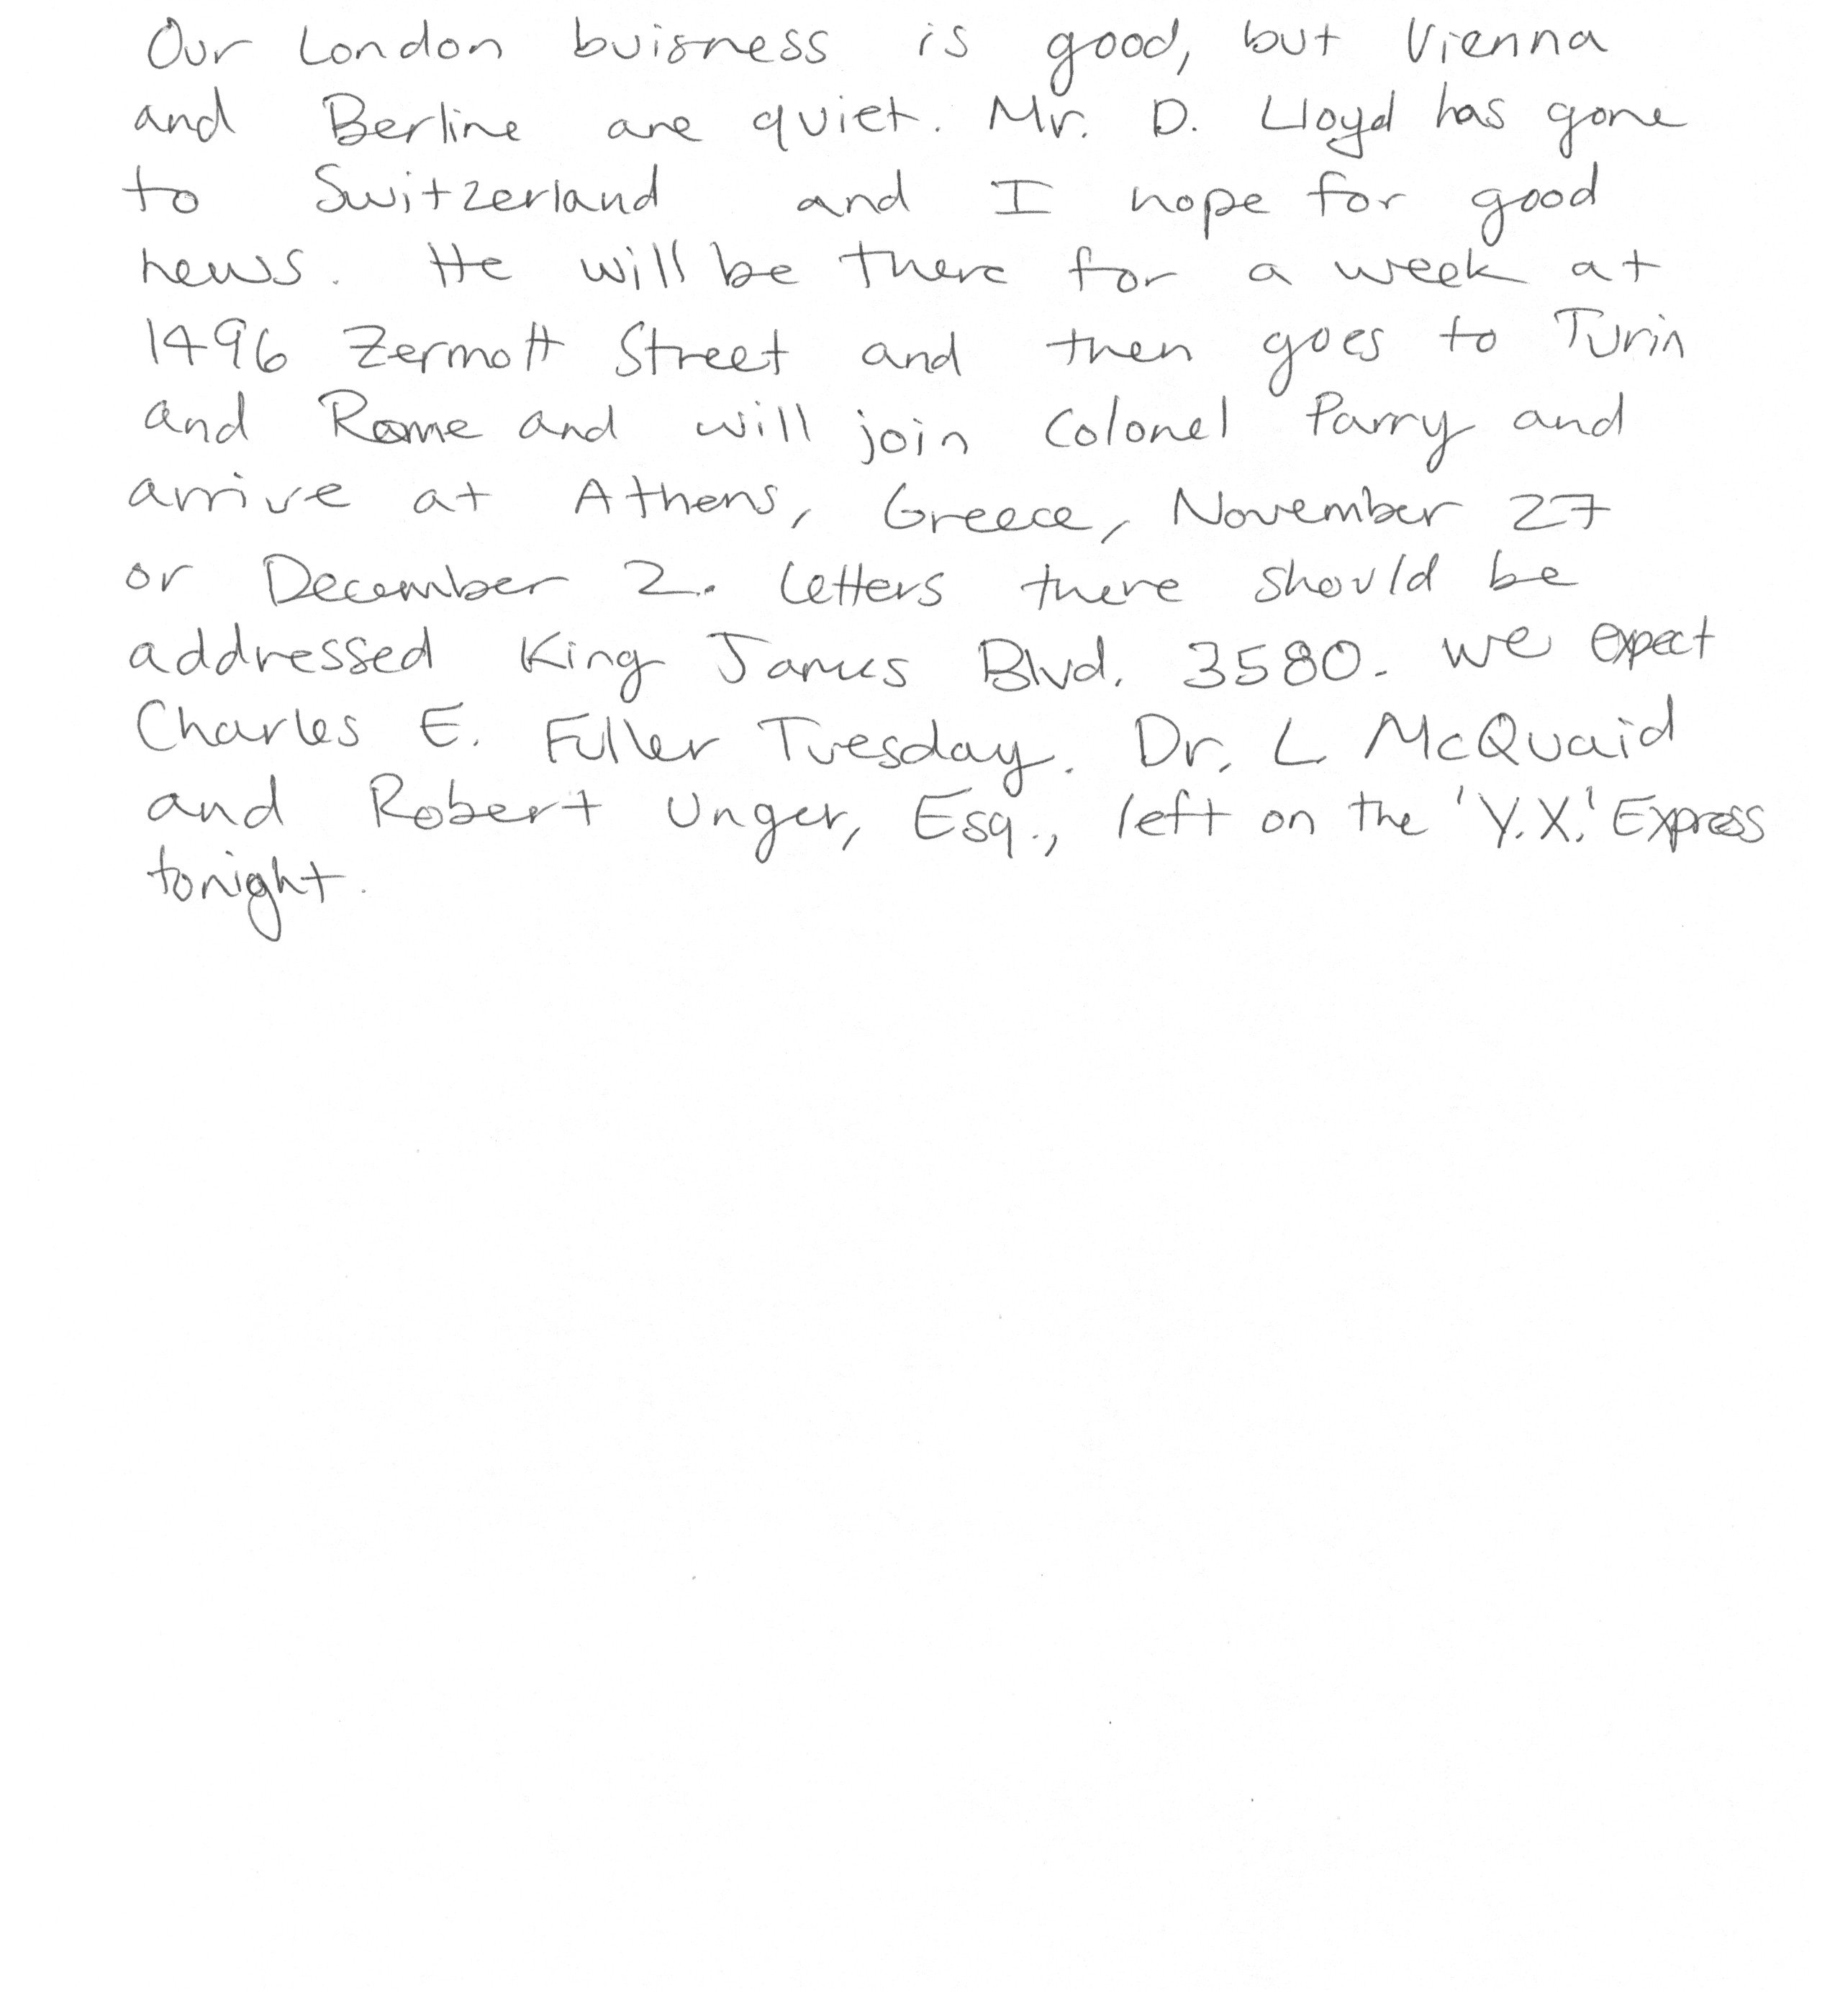 Our London buisness is good, but Vienna
and Berline are quiet. Mr. D. Lloyd has gone
to Switzerland and I hope for good
news. He will be there for a week at
1496 Zermott Street and then goes to Turin
and Rome and will join Colonel Parry and
arrive at Athens, Greece, November 27
or December 2. Letters there should be
addressed King James Blvd. 3580. We expect
Charles E. Fuller Tuesday. Dr. L McQuaid
and Robert Unger, Esq., left on the 'Y.X.' Express
tonight.